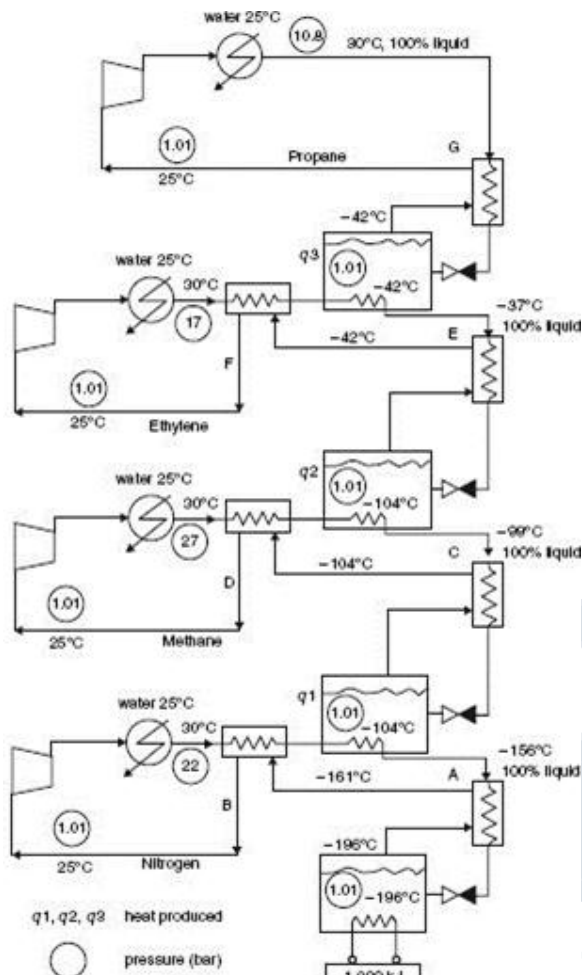 water 25°C
10.8
30°C, 100% liquid
1.01
Propane
G
25°C
−42°C
water 25°C
q3
1.01
30°C
−42°C
17
−37°C
100% liquid
F
−42°C
E
1.01
25°C
Ethylene
water 25°C
q2
1.01
30°C
−104°C
27
−99°C
100% liquid
D
−104°C
C
1.01
25°C
Methane
water 25°C
q1
1.01
30°C
−104°C
22
−156°C
100% liquid
B
−161°C
A
1.01
25°C
Nitrogen
−196°C
1.01
−196°C
q1, q2, q3 heat produced
pressure (bar)